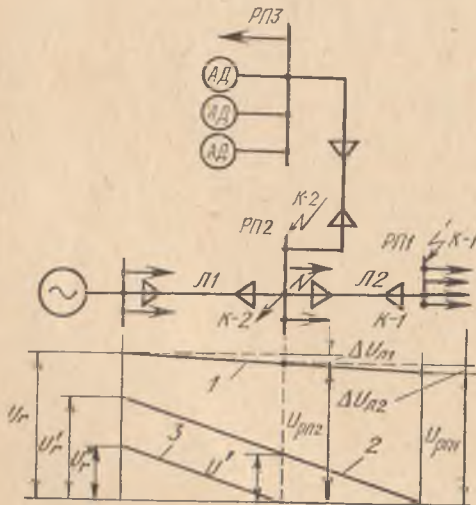 РП3
АД
АД
АД
К-2
РП2
РП1
К-1
Л1
Л2
К-2
К-1
ΔU_Л1
1
ΔU_Л2
U_г
U_г'
3
U_г"
U'
U_РП2
2
U_РП1